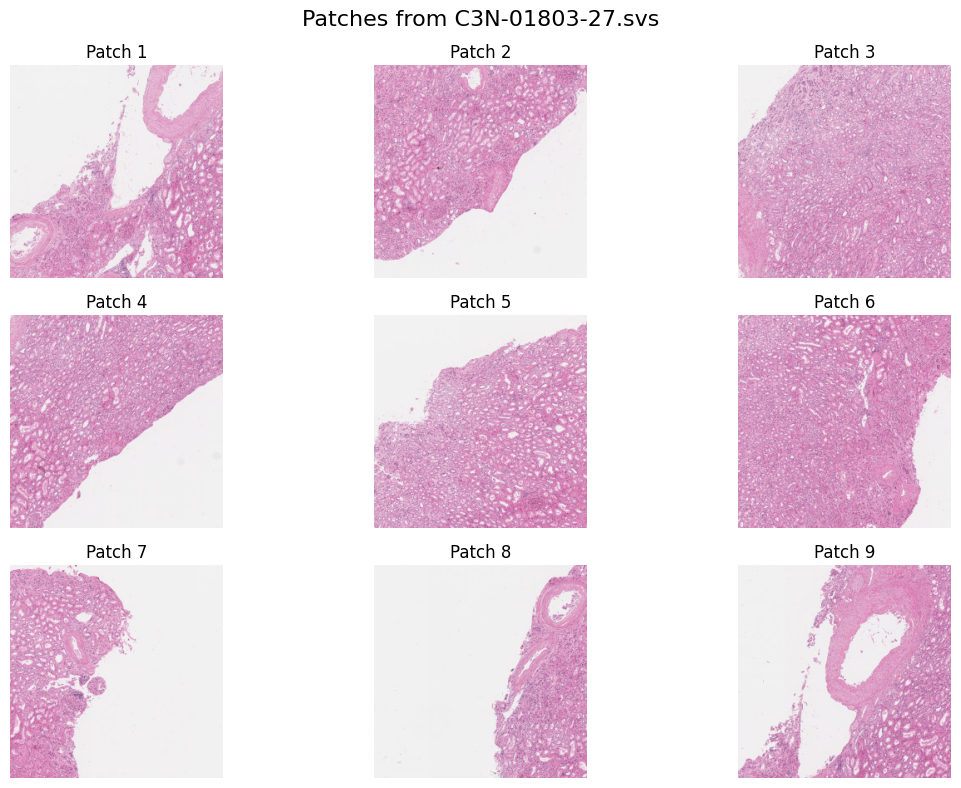 Patches from C3N-01803-27.svs
Patch 1
Patch 2
Patch 3
Patch 4
Patch 5
Patch 6
Patch 7
Patch 8
Patch 9